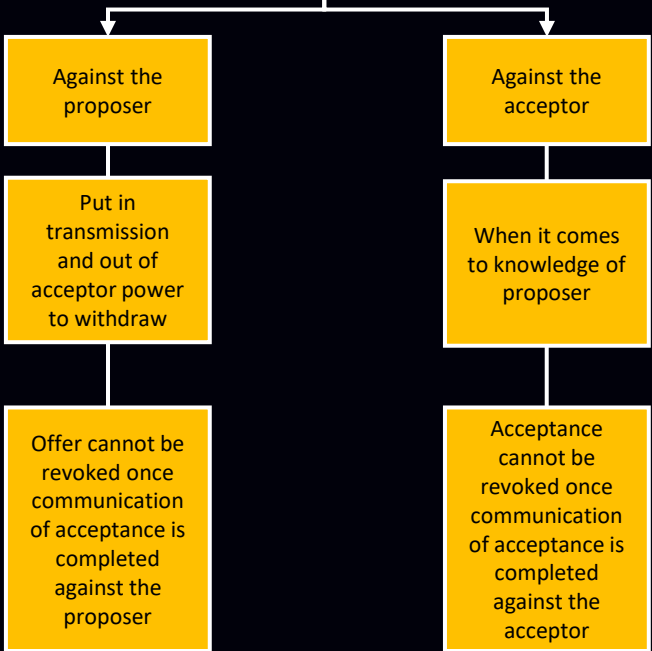 Against the
proposer
Against the
acceptor
Put in
transmission
and out of
acceptor power
to withdraw
When it comes
to knowledge of
proposer
Offer cannot be
revoked once
communication
of acceptance is
completed
against the
proposer
Acceptance
cannot be
revoked once
communication
of acceptance is
completed
against the
acceptor